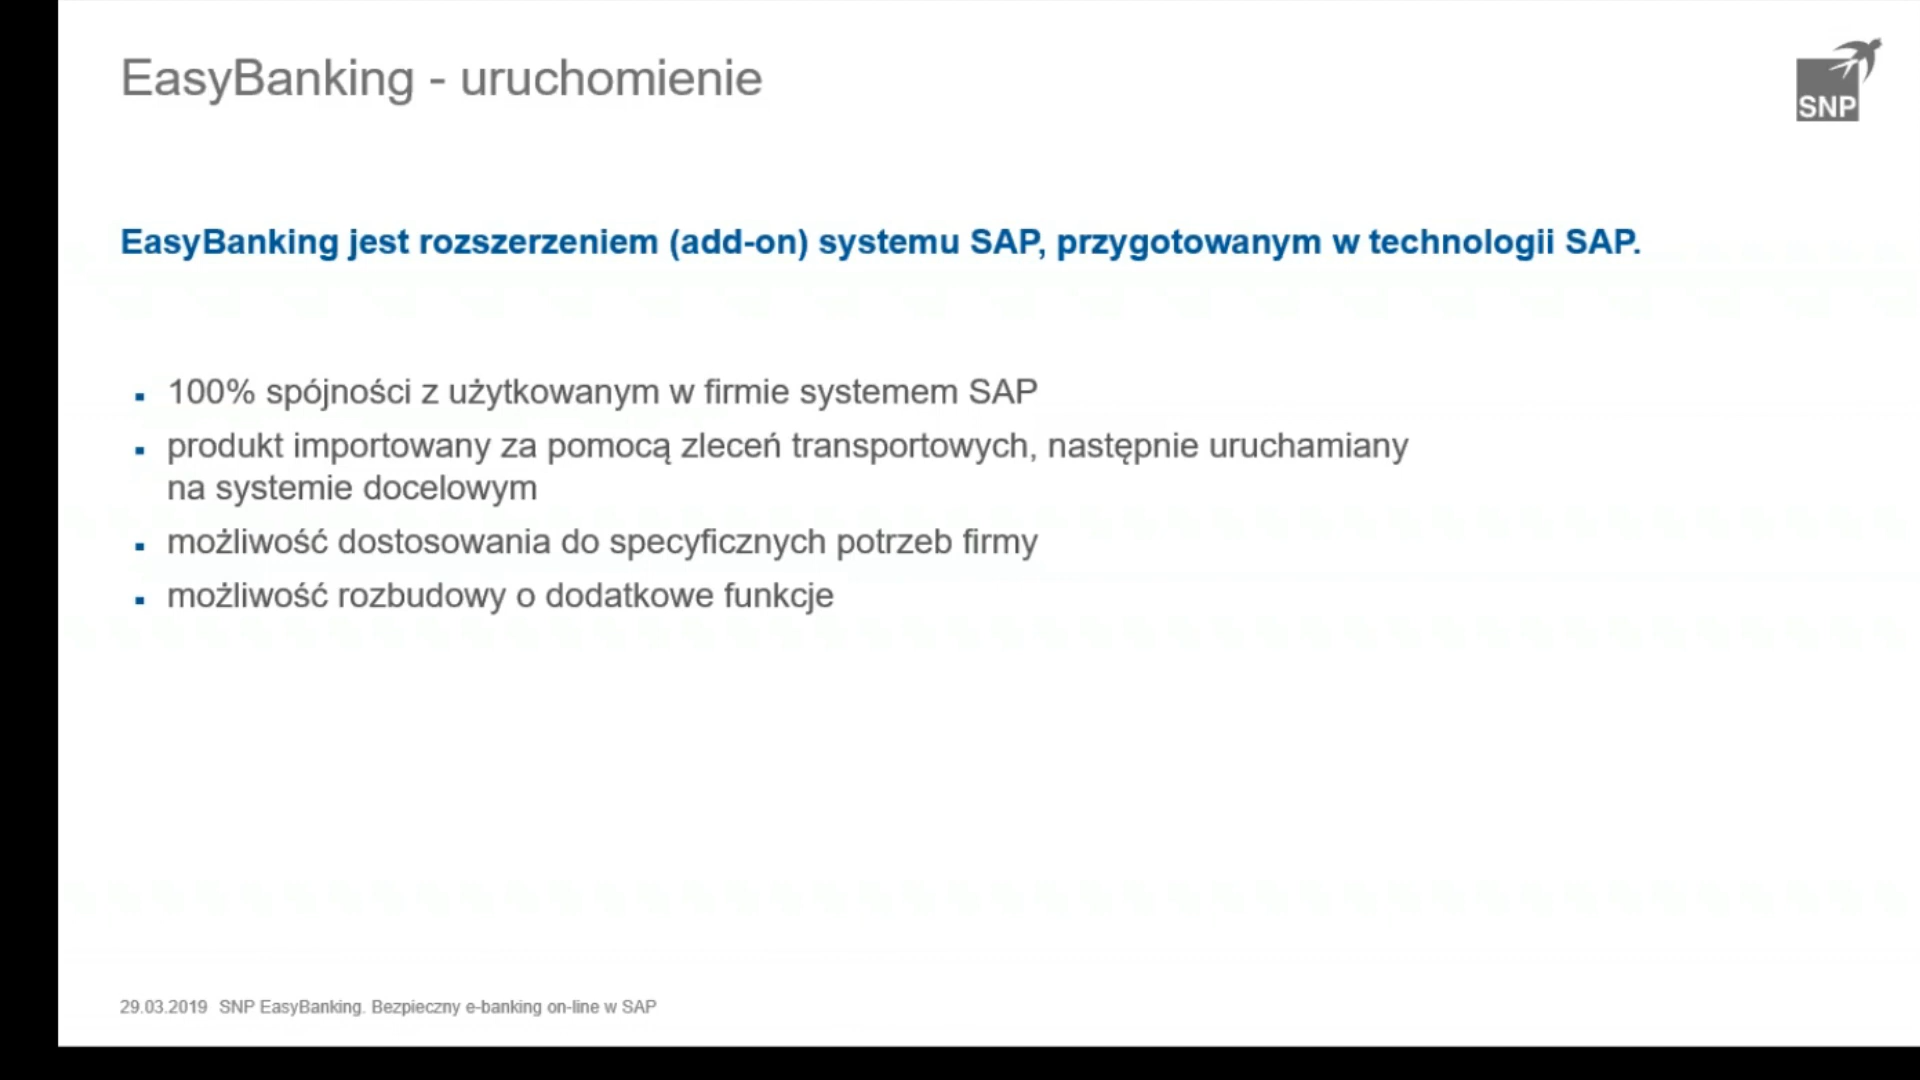 EasyBanking - uruchomienie
SNP
EasyBanking jest rozszerzeniem (add-on) systemu SAP, przygotowanym w technologii SAP.
▪ 100% spójności z użytkowanym w firmie systemem SAP
▪ produkt importowany za pomocą zleceń transportowych, następnie uruchamiany
na systemie docelowym
▪ możliwość dostosowania do specyficznych potrzeb firmy
▪ możliwość rozbudowy o dodatkowe funkcje
29.03.2019 SNP EasyBanking. Bezpieczny e-banking on-line w SAP